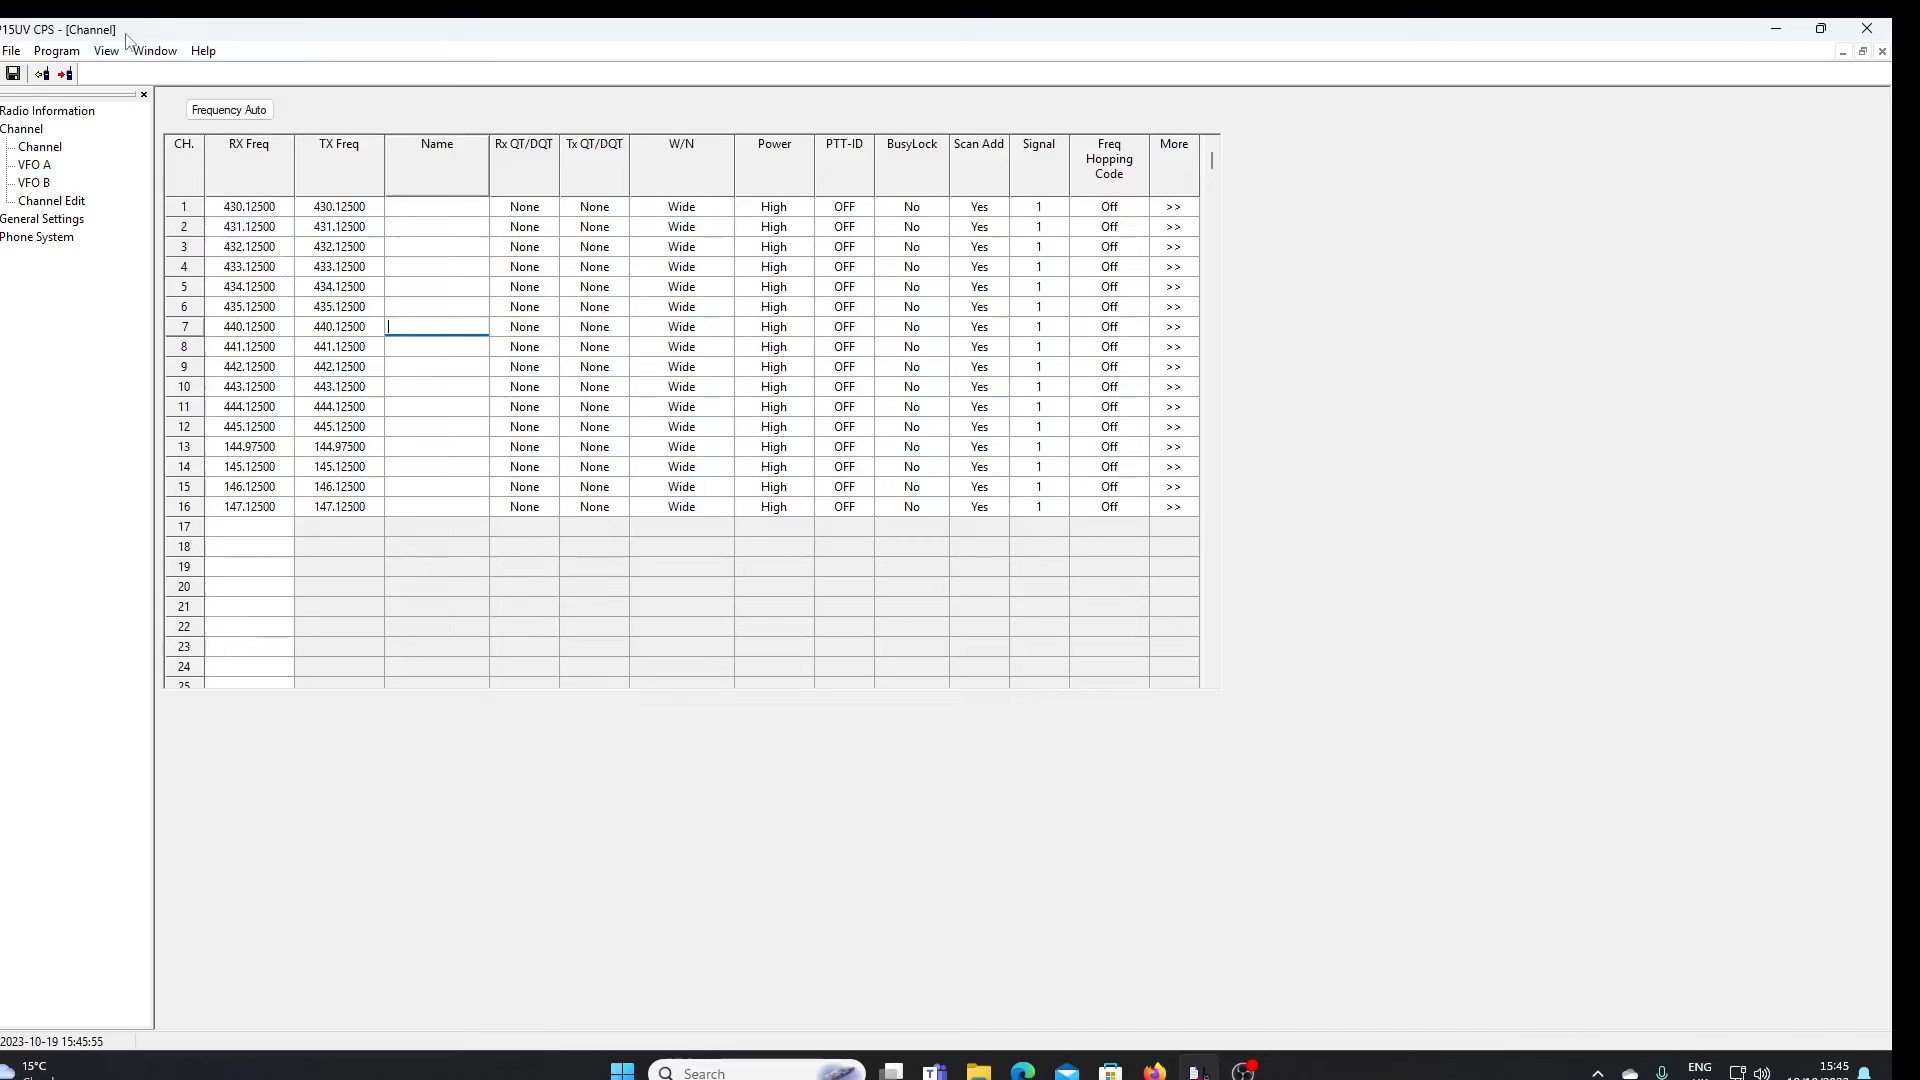 P15UV CPS - [Channel]
File Program View Window Help
Radio Information
Channel
Channel
VFO A
VFO B
Channel Edit
General Settings
Phone System
Frequency Auto
CH. RX Freq TX Freq Name Rx QT/DQT Tx QT/DQT W/N Power PTT-ID BusyLock Scan Add Signal Freq Hopping Code More
1 430.12500 430.12500 None None Wide High OFF No Yes 1 Off >>
2 431.12500 431.12500 None None Wide High OFF No Yes 1 Off >>
3 432.12500 432.12500 None None Wide High OFF No Yes 1 Off >>
4 433.12500 433.12500 None None Wide High OFF No Yes 1 Off >>
5 434.12500 434.12500 None None Wide High OFF No Yes 1 Off >>
6 435.12500 435.12500 None None Wide High OFF No Yes 1 Off >>
7 440.12500 440.12500 None None Wide High OFF No Yes 1 Off >>
8 441.12500 441.12500 None None Wide High OFF No Yes 1 Off >>
9 442.12500 442.12500 None None Wide High OFF No Yes 1 Off >>
10 443.12500 443.12500 None None Wide High OFF No Yes 1 Off >>
11 444.12500 444.12500 None None Wide High OFF No Yes 1 Off >>
12 445.12500 445.12500 None None Wide High OFF No Yes 1 Off >>
13 144.97500 144.97500 None None Wide High OFF No Yes 1 Off >>
14 145.12500 145.12500 None None Wide High OFF No Yes 1 Off >>
15 146.12500 146.12500 None None Wide High OFF No Yes 1 Off >>
16 147.12500 147.12500 None None Wide High OFF No Yes 1 Off >>
17
18
19
20
21
22
23
24
25
2023-10-19 15:45:55
15°C
Search
ENG
15:45